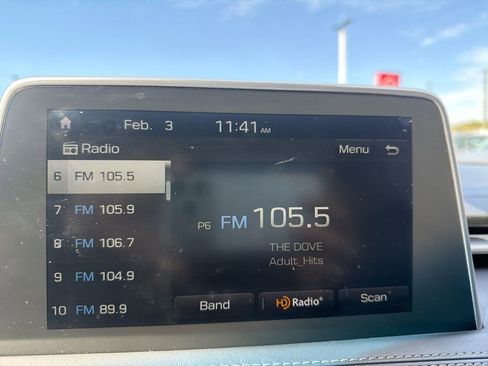 Feb. 3 11:41 AM
Radio Menu
6 FM 105.5
7 FM 105.9
8 FM 106.7
9 FM 104.9
10 FM 89.9
P6 FM 105.5
THE DOVE
Adult_Hits
Band HD Radio® Scan